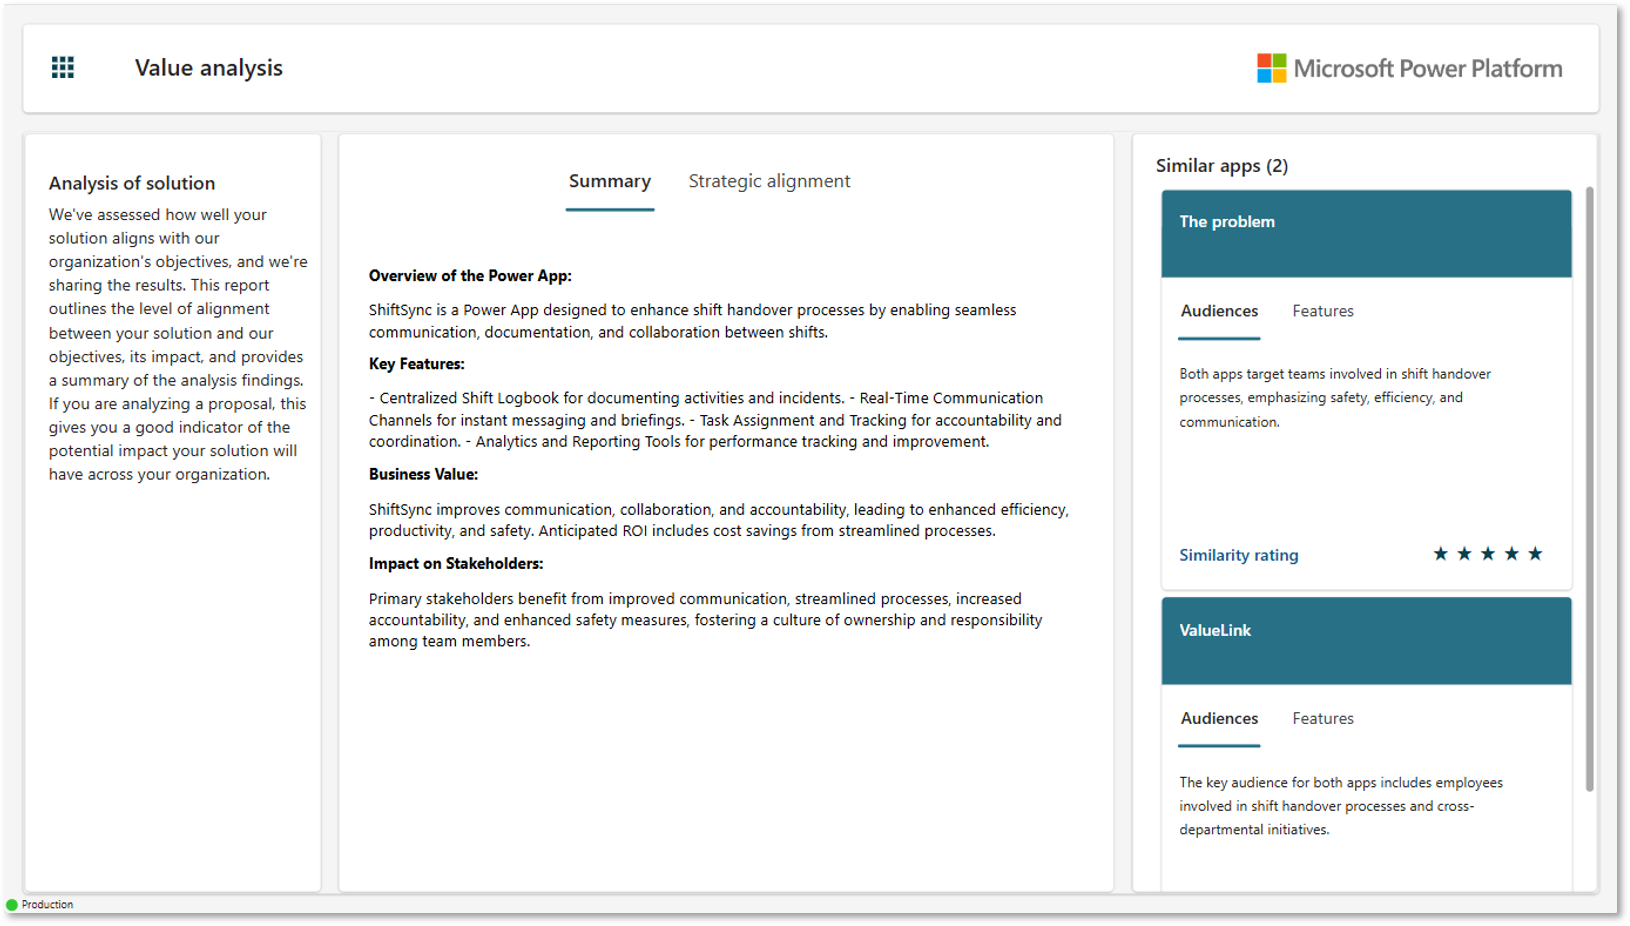 Value analysis
Microsoft Power Platform
Analysis of solution
We've assessed how well your
solution aligns with our
organization's objectives, and we're
sharing the results. This report
outlines the level of alignment
between your solution and our
objectives, its impact, and provides
a summary of the analysis findings.
If you are analyzing a proposal, this
gives you a good indicator of the
potential impact your solution will
have across your organization.
Summary
Strategic alignment
Overview of the Power App:
ShiftSync is a Power App designed to enhance shift handover processes by enabling seamless
communication, documentation, and collaboration between shifts.
Key Features:
- Centralized Shift Logbook for documenting activities and incidents. - Real-Time Communication
Channels for instant messaging and briefings. - Task Assignment and Tracking for accountability and
coordination. - Analytics and Reporting Tools for performance tracking and improvement.
Business Value:
ShiftSync improves communication, collaboration, and accountability, leading to enhanced efficiency,
productivity, and safety. Anticipated ROI includes cost savings from streamlined processes.
Impact on Stakeholders:
Primary stakeholders benefit from improved communication, streamlined processes, increased
accountability, and enhanced safety measures, fostering a culture of ownership and responsibility
among team members.
Similar apps (2)
The problem
Audiences
Features
Both apps target teams involved in shift handover
processes, emphasizing safety, efficiency, and
communication.
Similarity rating
ValueLink
Audiences
Features
The key audience for both apps includes employees
involved in shift handover processes and cross-
departmental initiatives.
Production